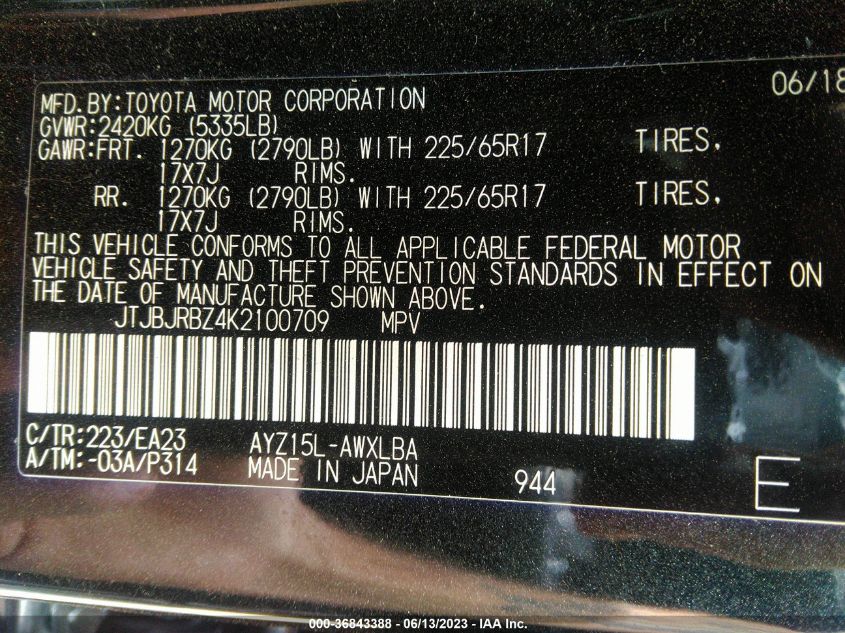 06/18
MFD. BY: TOYOTA MOTOR CORPORATION
GVWR: 2420KG (5335LB)
GAWR: FRT. 1270KG (2790LB) WITH 225/65R17 TIRES,
17X7J RIMS.
RR. 1270KG (2790LB) WITH 225/65R17 TIRES,
17X7J RIMS.
THIS VEHICLE CONFORMS TO ALL APPLICABLE FEDERAL MOTOR
VEHICLE SAFETY AND THEFT PREVENTION STANDARDS IN EFFECT ON
THE DATE OF MANUFACTURE SHOWN ABOVE.
JTJBJRBZ4K2100709 MPV
C/TR: 223/EA23 AYZ15L-AWXLBA
A/TM: -03A/P314 MADE IN JAPAN 944 E
000-36843388 - 06/13/2023 - IAA Inc.